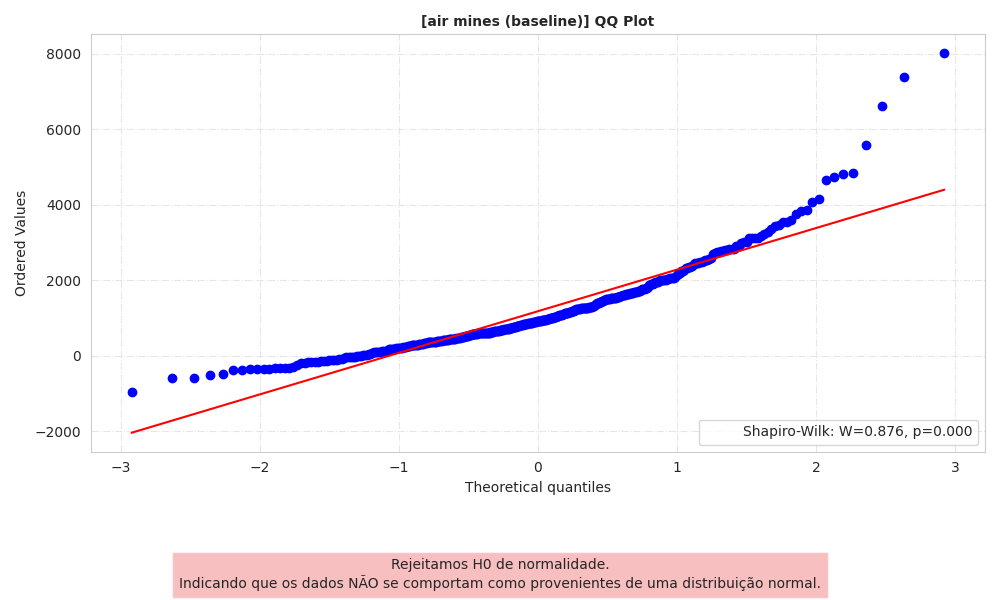 [air mines (baseline)] QQ Plot
8000
6000
4000
2000
0
−2000
Ordered Values
Shapiro-Wilk: W=0.876, p=0.000
−3
−2
−1
0
1
2
3
Theoretical quantiles
Rejeitamos H0 de normalidade.
Indicando que os dados NÃO se comportam como provenientes de uma distribuição normal.